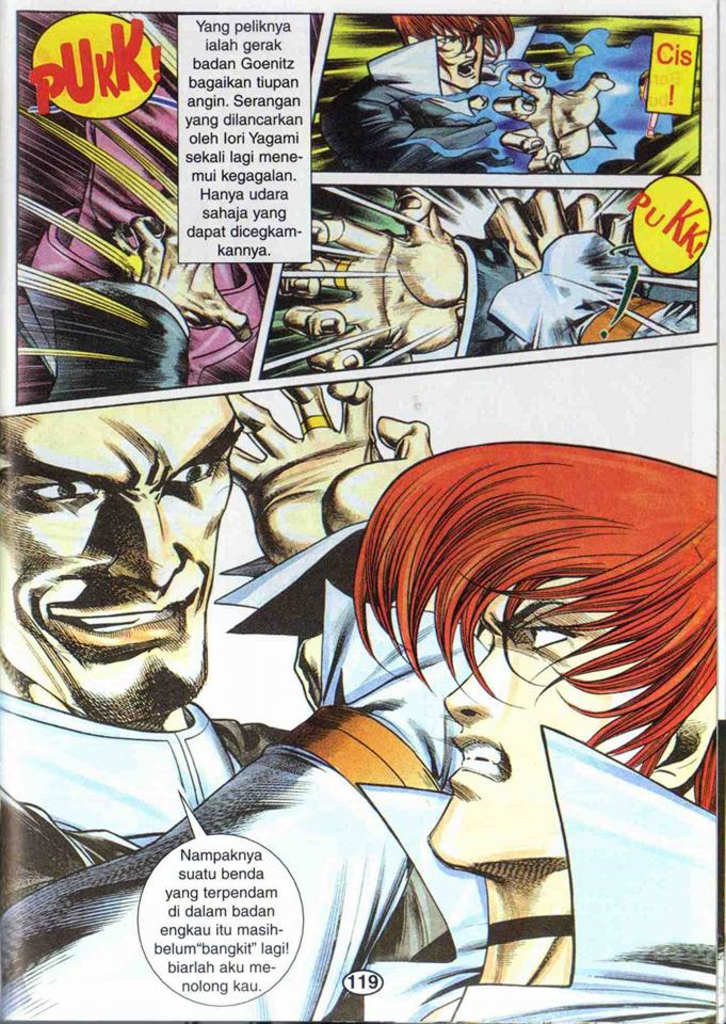 PUKK!
Yang peliknya
ialah gerak
badan Goenitz
bagaikan tiupan
angin. Serangan
yang dilancarkan
oleh Iori Yagami
sekali lagi mene-
mui kegagalan.
Hanya udara
sahaja yang
dapat dicegkam-
kannya.
Cis
!
PUKK!
Nampaknya
suatu benda
yang terpendam
di dalam badan
engkau itu masih-
belum“bangkit” lagi!
biarlah aku me-
nolong kau.
119